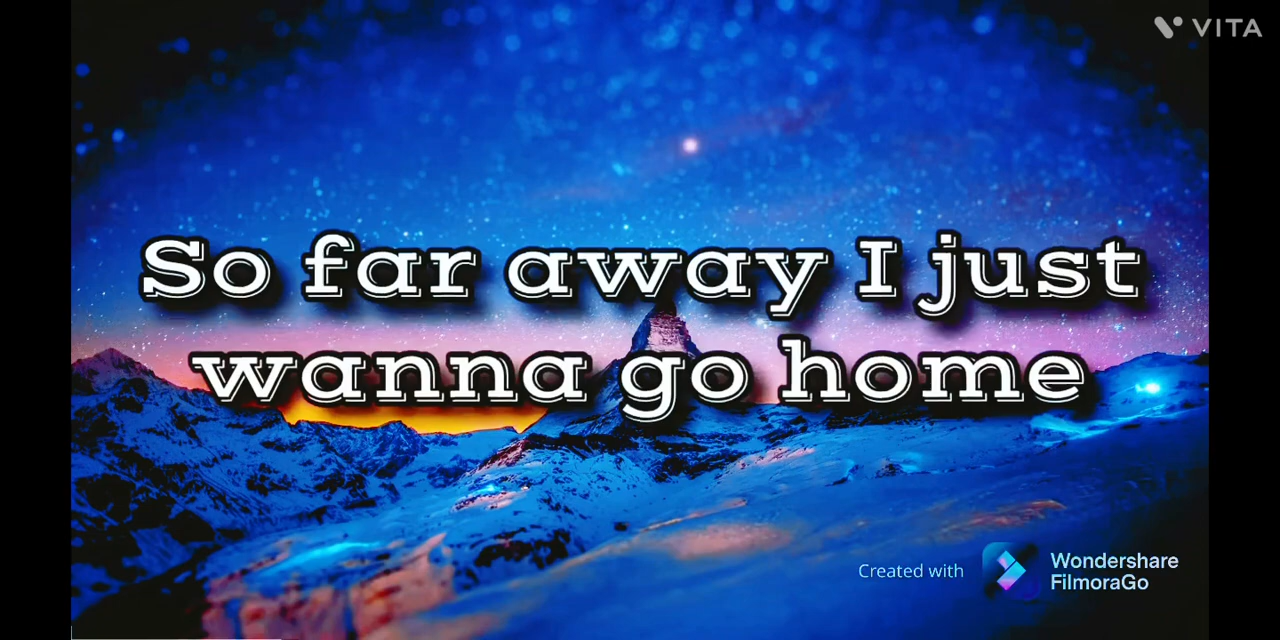 VITA
So far away I just
wanna go home
Created with
Wondershare
FilmoraGo